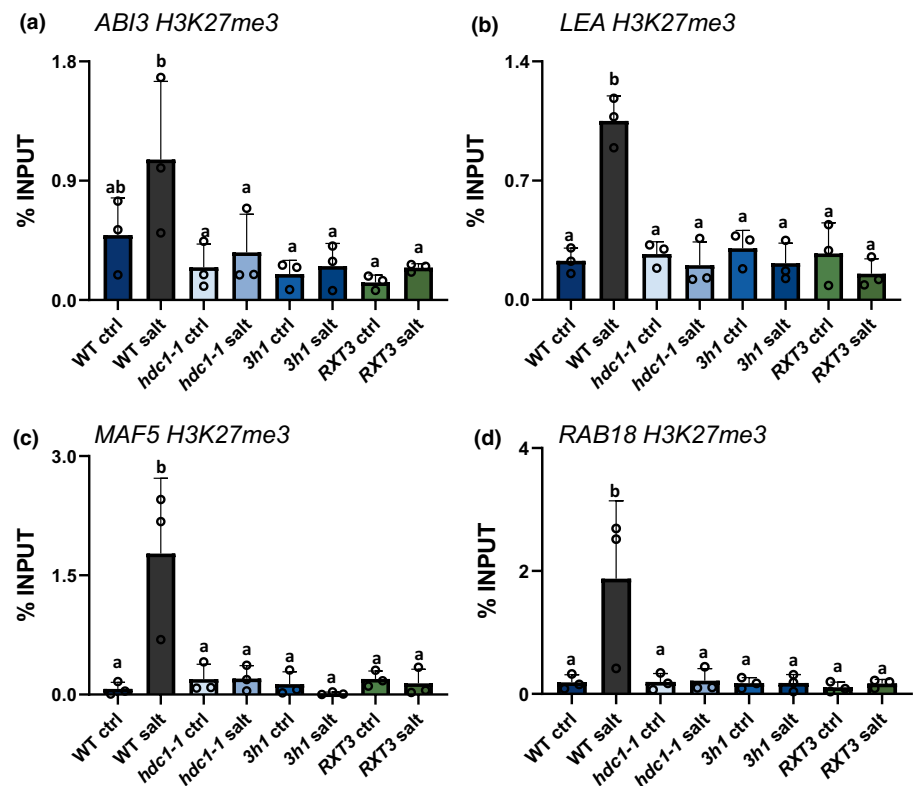 (a) ABI3 H3K27me3
% INPUT
1.8
0.9
0.0
ab
b
a
a
a
a
a
a
WT ctrl
WT salt
hdc1-1 ctrl
hdc1-1 salt
3h1 ctrl
3h1 salt
RXT3 ctrl
RXT3 salt
(b) LEA H3K27me3
% INPUT
1.4
0.7
0.0
a
b
a
a
a
a
a
a
WT ctrl
WT salt
hdc1-1 ctrl
hdc1-1 salt
3h1 ctrl
3h1 salt
RXT3 ctrl
RXT3 salt
(c) MAF5 H3K27me3
% INPUT
3.0
1.5
0.0
a
b
a
a
a
a
a
a
WT ctrl
WT salt
hdc1-1 ctrl
hdc1-1 salt
3h1 ctrl
3h1 salt
RXT3 ctrl
RXT3 salt
(d) RAB18 H3K27me3
% INPUT
4
2
0
a
b
a
a
a
a
a
a
WT ctrl
WT salt
hdc1-1 ctrl
hdc1-1 salt
3h1 ctrl
3h1 salt
RXT3 ctrl
RXT3 salt